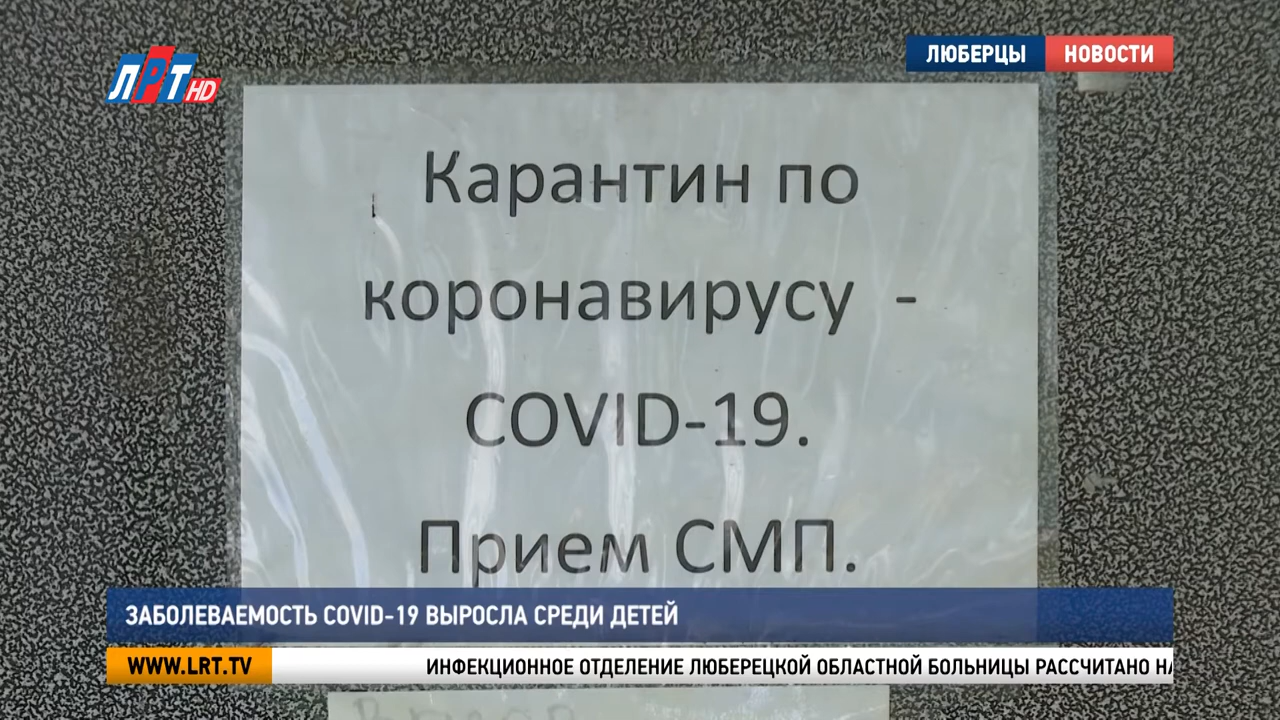 ЛРТ HD
ЛЮБЕРЦЫ НОВОСТИ
Карантин по
коронавирусу -
COVID-19.
Прием СМП.
ЗАБОЛЕВАЕМОСТЬ COVID-19 ВЫРОСЛА СРЕДИ ДЕТЕЙ
WWW.LRT.TV ИНФЕКЦИОННОЕ ОТДЕЛЕНИЕ ЛЮБЕРЕЦКОЙ ОБЛАСТНОЙ БОЛЬНИЦЫ РАССЧИТАНО НА